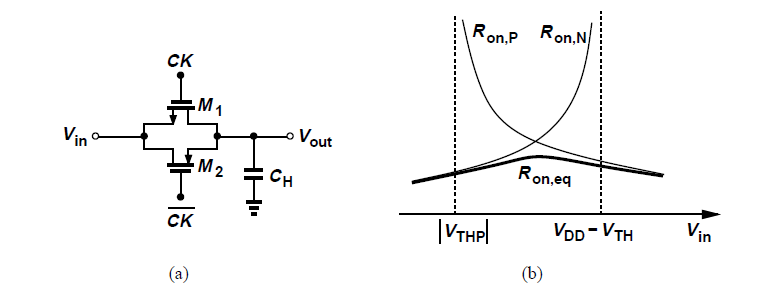 CK
M1
Vin
Vout
M2
CH
CK
(a)
Ron,P Ron,N
Ron,eq
|VTHP| VDD − VTH Vin
(b)